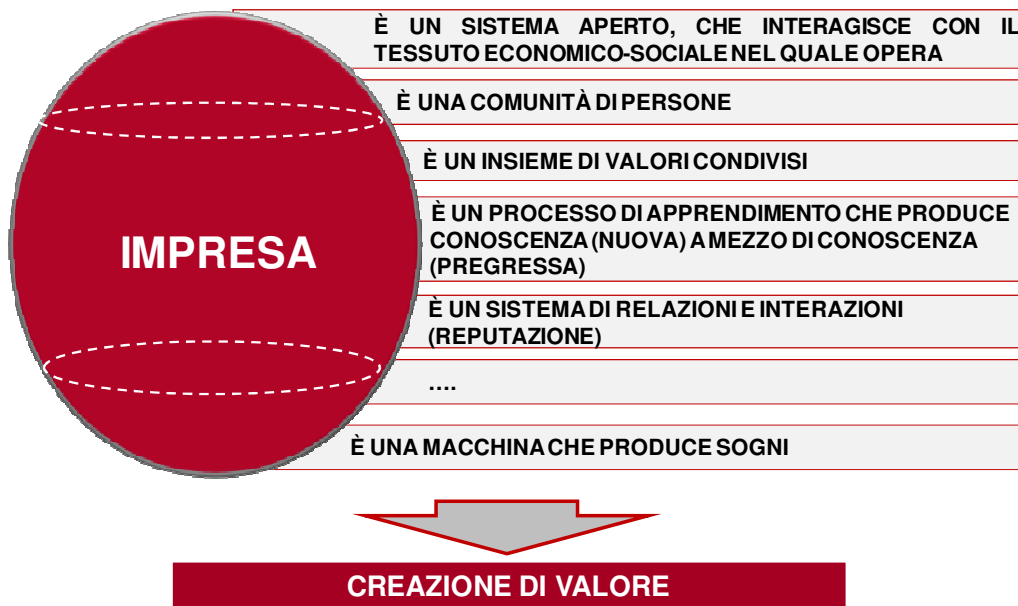 È UN SISTEMA APERTO, CHE INTERAGISCE CON IL
TESSUTO ECONOMICO-SOCIALE NEL QUALE OPERA
È UNA COMUNITÀ DI PERSONE
È UN INSIEME DI VALORI CONDIVISI
IMPRESA
È UN PROCESSO DI APPRENDIMENTO CHE PRODUCE
CONOSCENZA (NUOVA) A MEZZO DI CONOSCENZA
(PREGRESSA)
È UN SISTEMA DI RELAZIONI E INTERAZIONI
(REPUTAZIONE)
....
È UNA MACCHINA CHE PRODUCE SOGNI
CREAZIONE DI VALORE